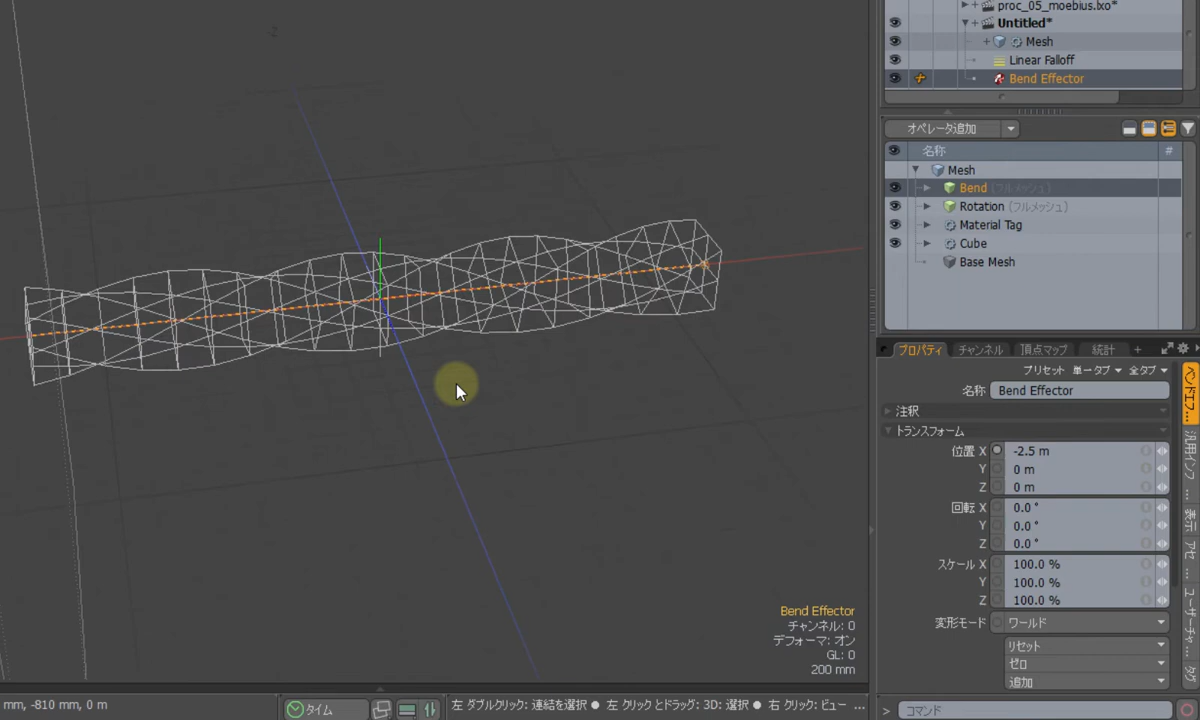 proc_05_moebius.lxo*
Untitled*
Mesh
Linear Falloff
Bend Effector
オペレータ追加
名称 #
Mesh
Bend (フルメッシュ)
Rotation (フルメッシュ)
Material Tag
Cube
Base Mesh
プロパティ チャンネル 頂点マップ 統計 +
プリセット 単一タブ 全タブ
名称 Bend Effector
注釈
トランスフォーム
位置 X -2.5 m
Y 0 m
Z 0 m
回転 X 0.0 °
Y 0.0 °
Z 0.0 °
スケール X 100.0 %
Y 100.0 %
Z 100.0 %
変形モード ワールド
リセット
ゼロ
追加
ベンドエフ...
汎用インフ...
表示
アセ...
ユーザーチャ...
タグ
-Z
Bend Effector
チャンネル: 0
デフォーマ: オン
GL: 0
200 mm
mm, -810 mm, 0 m
タイム
左 ダブルクリック: 連結を選択 ● 左 クリック とドラッグ: 3D: 選択 ● 右 クリック: ビュー ...
> コマンド